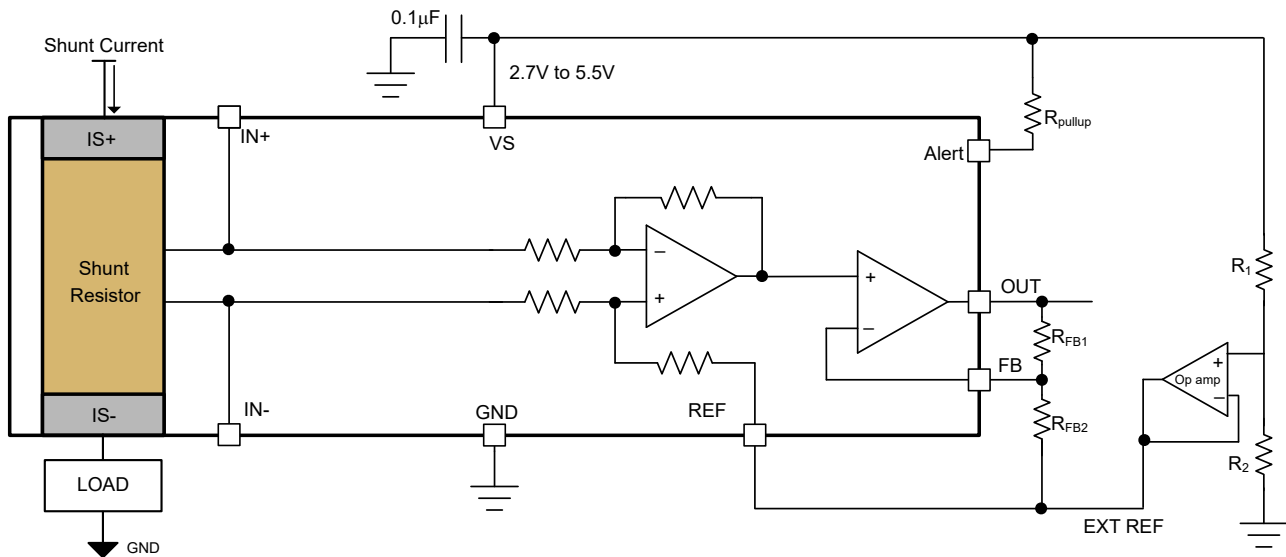 0.1µF
Shunt Current
2.7V to 5.5V
IS+
IN+
VS
Alert
Rpullup
Shunt
Resistor
−
+
+
−
OUT
R1
RFB1
FB
+
Op amp
−
IS-
IN-
GND
REF
RFB2
R2
LOAD
EXT REF
GND